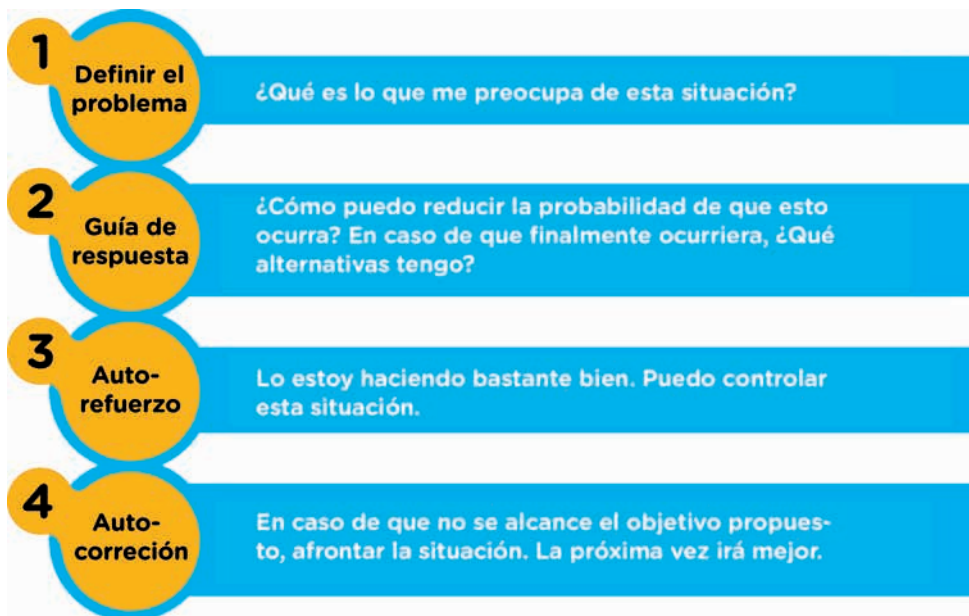 1
Definir el
problema
¿Qué es lo que me preocupa de esta situación?
2
Guía de
respuesta
¿Cómo puedo reducir la probabilidad de que esto
ocurra? En caso de que finalmente ocurriera, ¿Qué
alternativas tengo?
3
Auto-
refuerzo
Lo estoy haciendo bastante bien. Puedo controlar
esta situación.
4
Auto-
correción
En caso de que no se alcance el objetivo propues-
to, afrontar la situación. La próxima vez irá mejor.